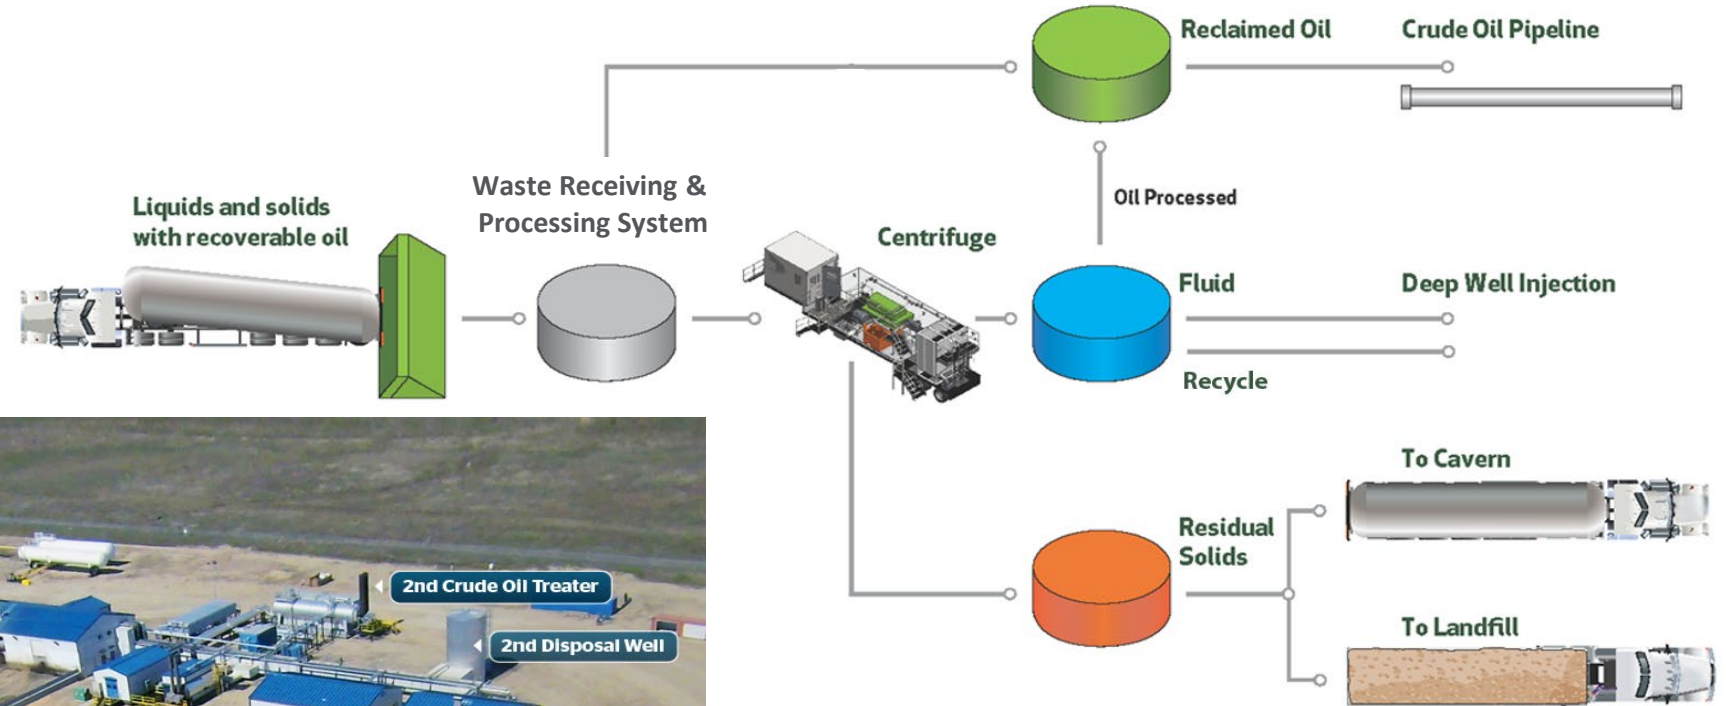 Reclaimed Oil
Crude Oil Pipeline
Waste Receiving &
Processing System
Oil Processed
Liquids and solids
with recoverable oil
Centrifuge
Fluid
Deep Well Injection
Recycle
To Cavern
Residual
Solids
2nd Crude Oil Treater
2nd Disposal Well
To Landfill